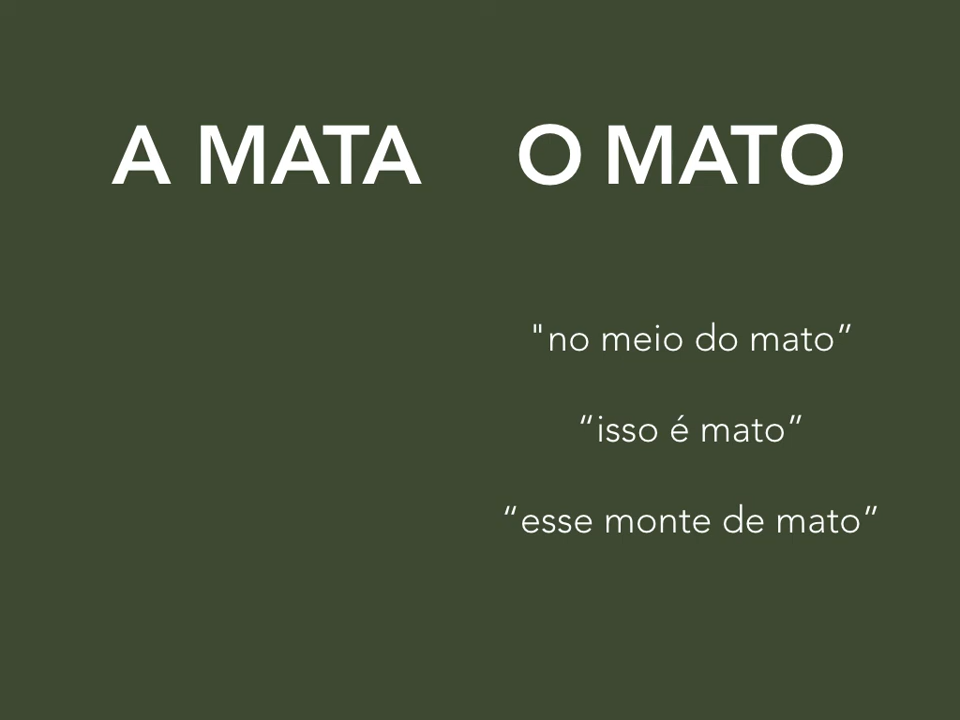 A MATA O MATO
"no meio do mato”
“isso é mato”
“esse monte de mato”